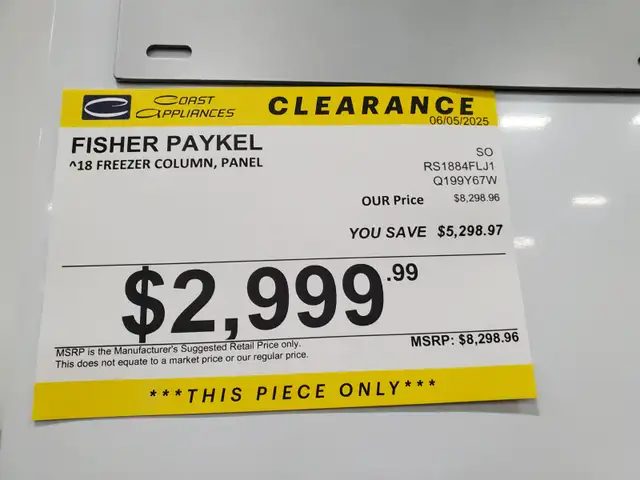 COAST APPLIANCES
CLEARANCE
06/05/2025
FISHER PAYKEL
^18 FREEZER COLUMN, PANEL
SO
RS1884FLJ1
Q199Y67W
OUR Price $8,298.96
YOU SAVE $5,298.97
$2,999.99
MSRP is the Manufacturer's Suggested Retail Price only.
This does not equate to a market price or our regular price.
MSRP: $8,298.96
***THIS PIECE ONLY***